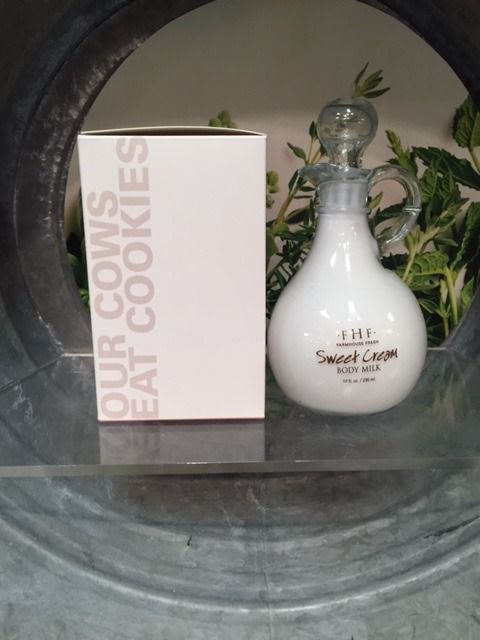 OUR COWS
EAT COOKIES
·FHF·
FARMHOUSE FRESH
Sweet Cream
BODY MILK